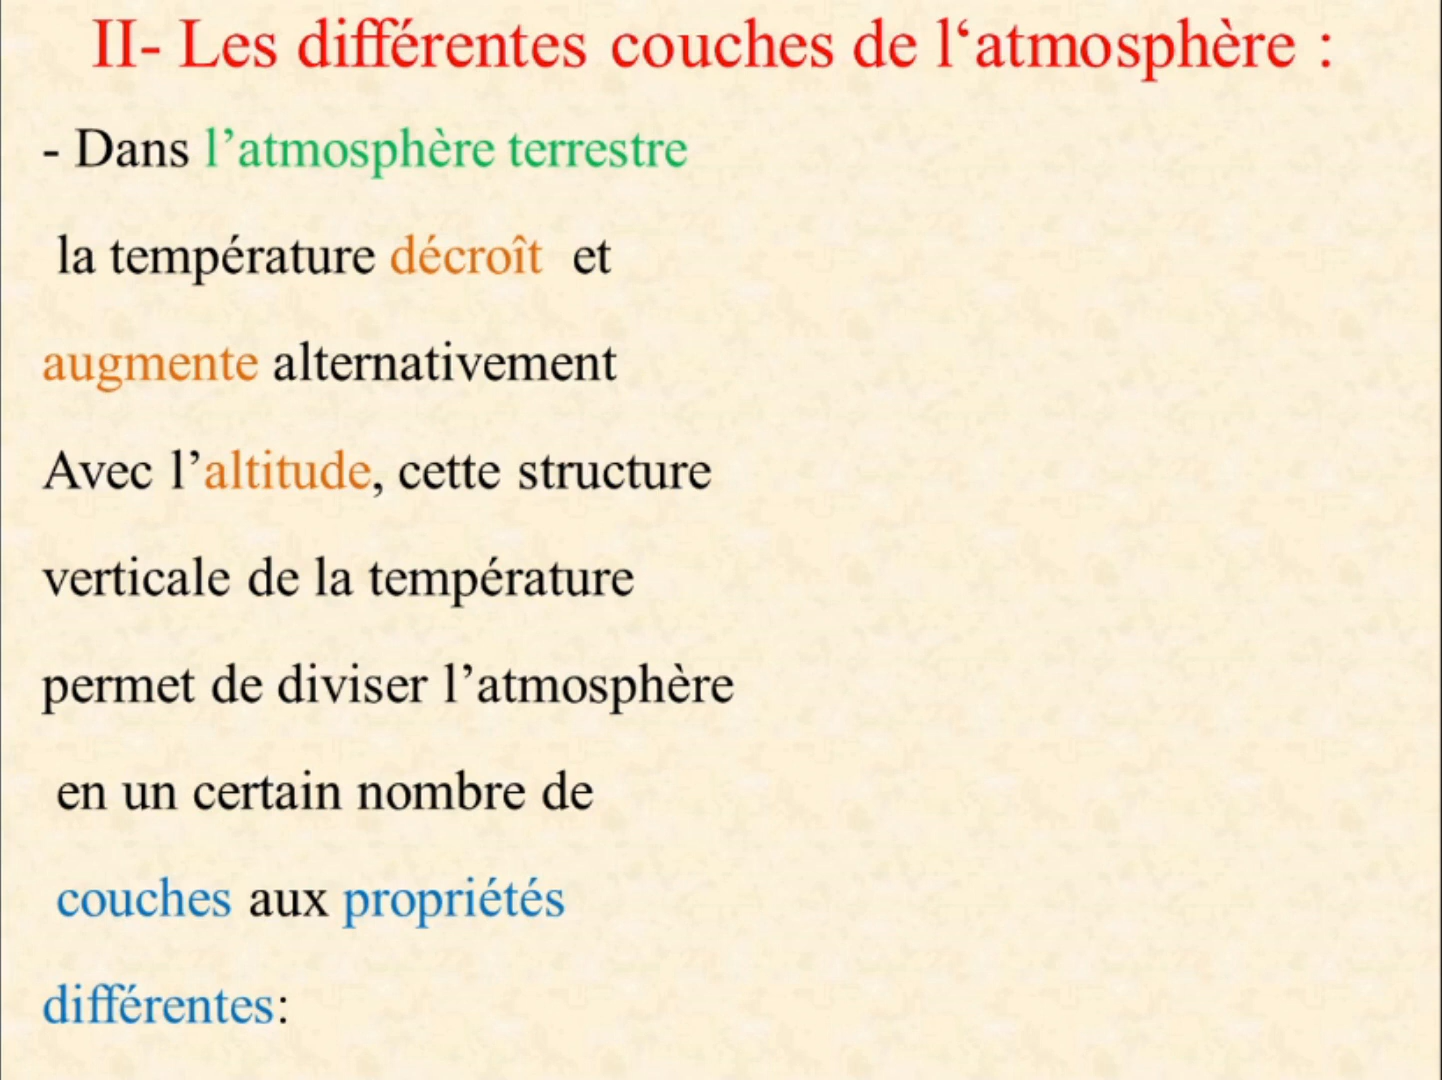 II- Les différentes couches de l‘atmosphère :
- Dans l’atmosphère terrestre
la température décroît et
augmente alternativement
Avec l’altitude, cette structure
verticale de la température
permet de diviser l’atmosphère
en un certain nombre de
couches aux propriétés
différentes: